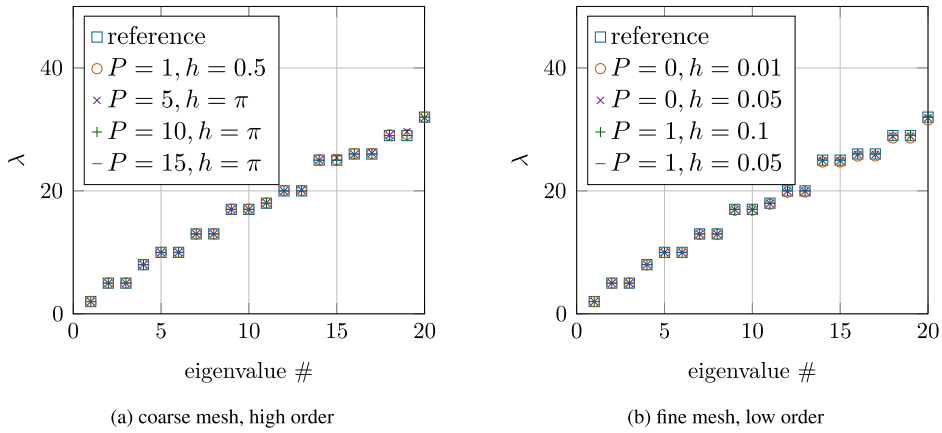 reference
P = 1, h = 0.5
P = 5, h = π
P = 10, h = π
P = 15, h = π
40
20
0
λ
0 5 10 15 20
eigenvalue #
(a) coarse mesh, high order
reference
P = 0, h = 0.01
P = 0, h = 0.05
P = 1, h = 0.1
P = 1, h = 0.05
40
20
0
λ
0 5 10 15 20
eigenvalue #
(b) fine mesh, low order